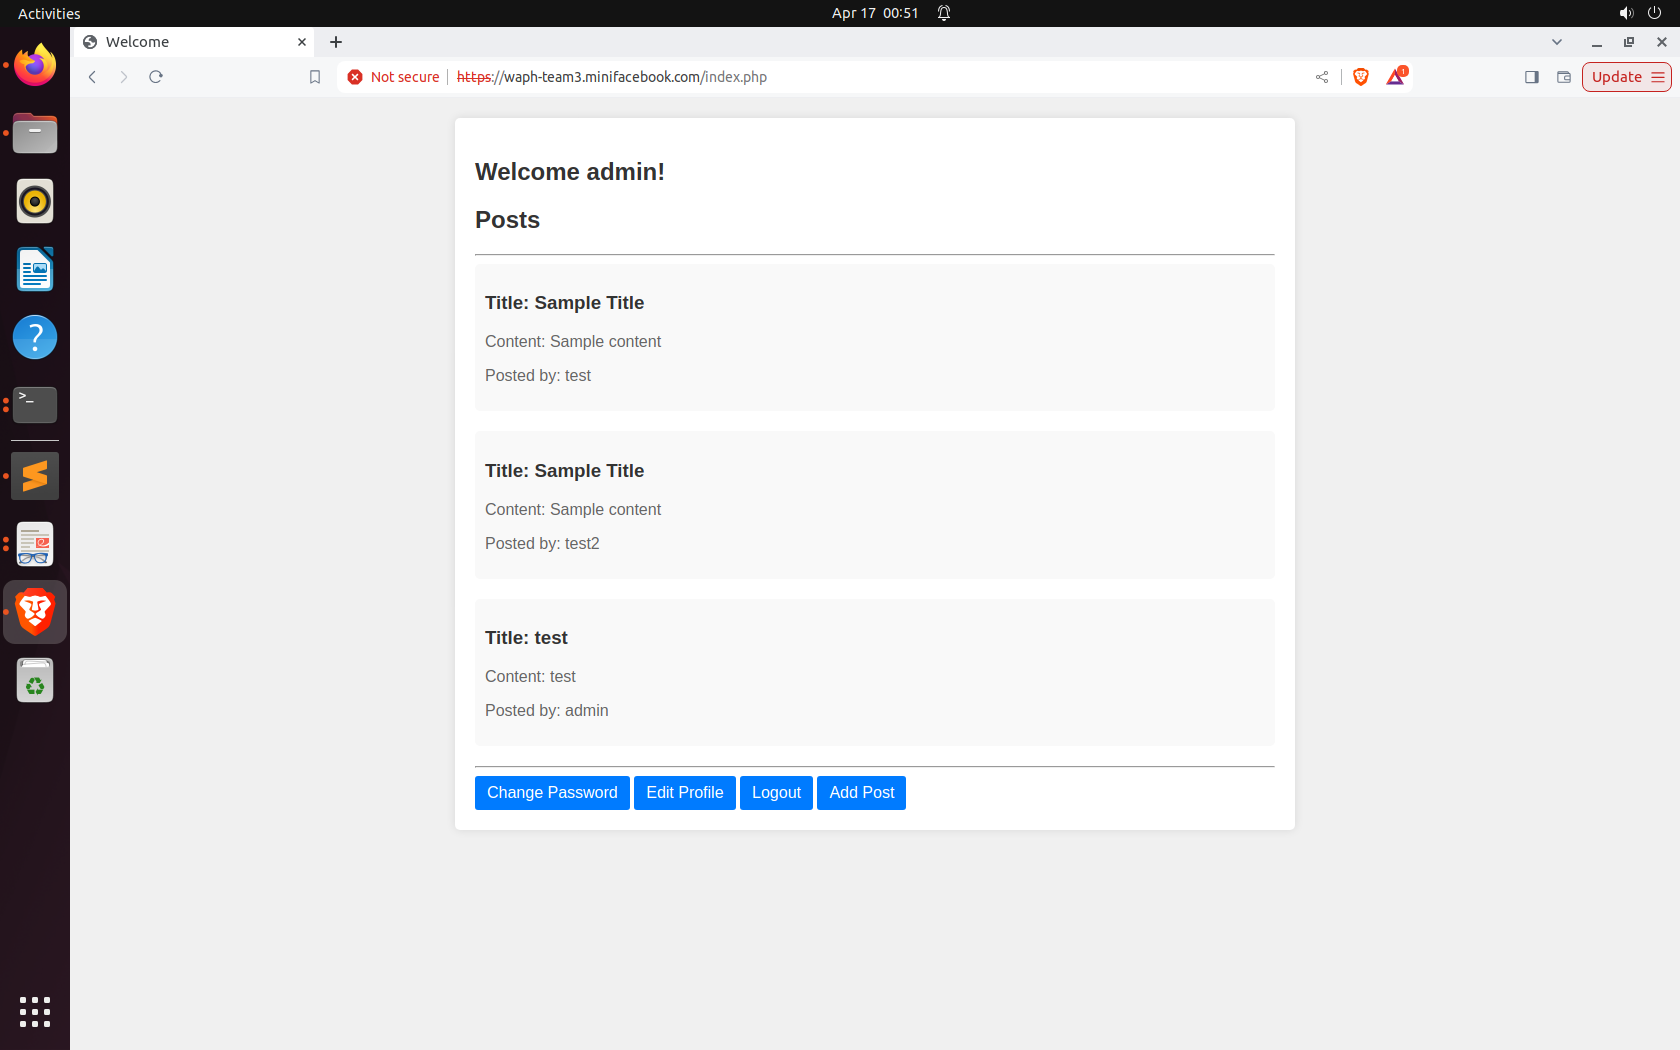 Activities
Apr 17 00:51
Welcome
Not secure
https://waph-team3.minifacebook.com/index.php
1
Update
Welcome admin!
Posts
Title: Sample Title
Content: Sample content
Posted by: test
Title: Sample Title
Content: Sample content
Posted by: test2
Title: test
Content: test
Posted by: admin
Change Password
Edit Profile
Logout
Add Post